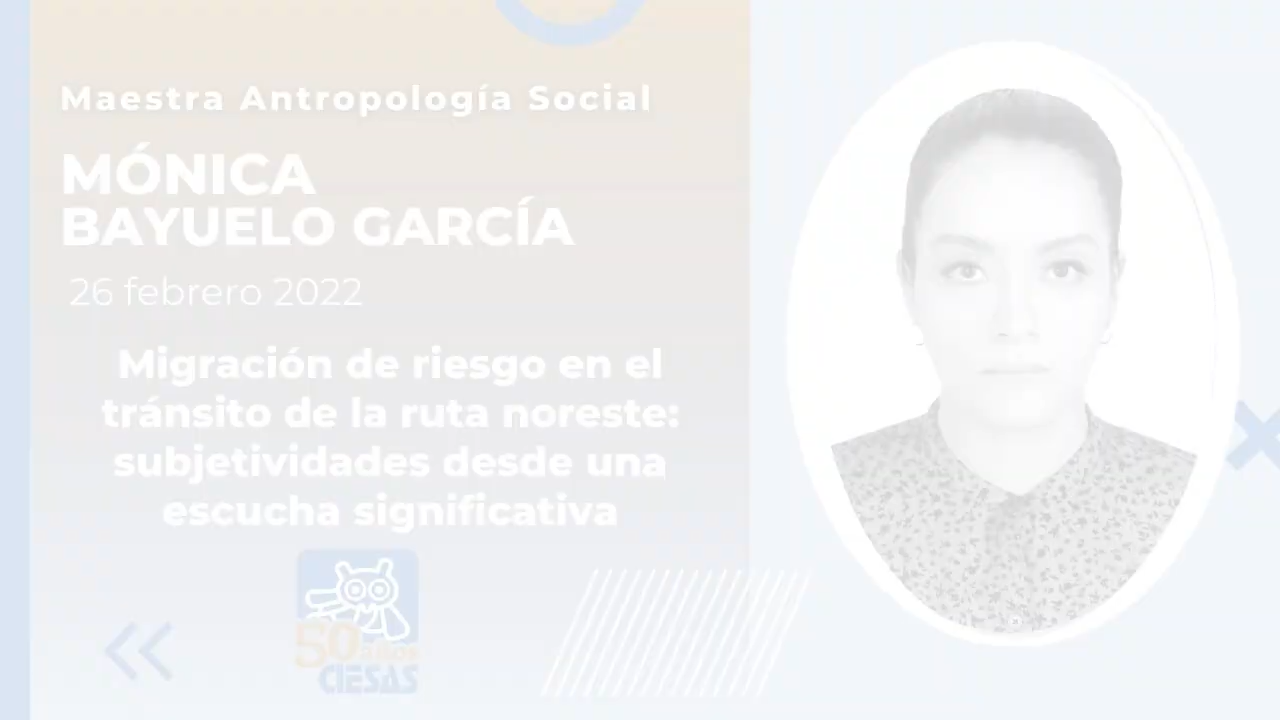 Maestra Antropología Social
MÓNICA
BAYUELO GARCÍA
26 febrero 2022
Migración de riesgo en el
tránsito de la ruta noreste:
subjetividades desde una
escucha significativa
50 años
CIESAS